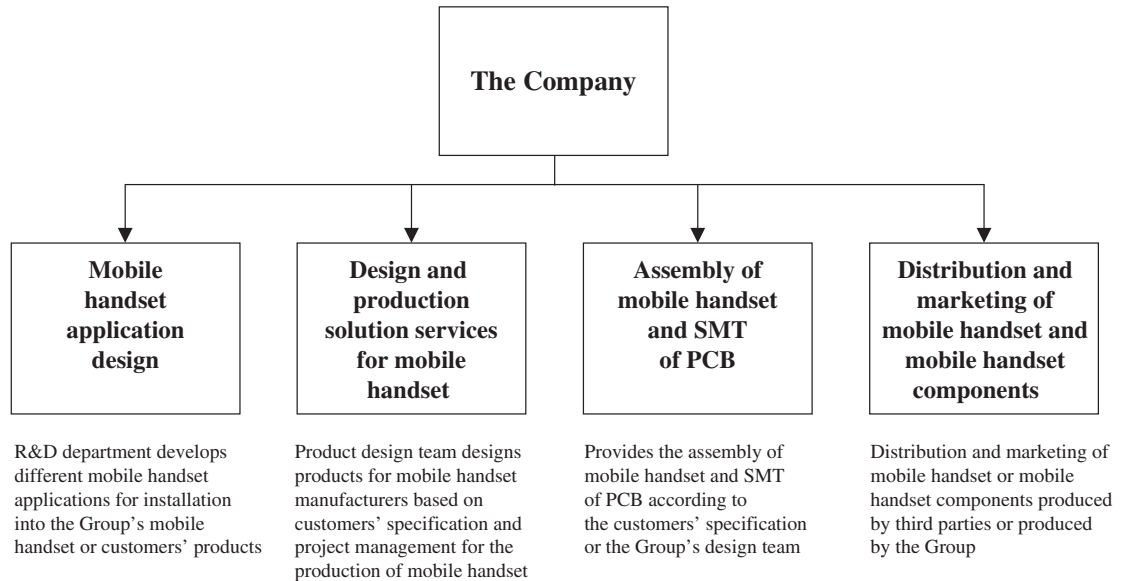 The Company
Mobile
handset
application
design
Design and
production
solution services
for mobile
handset
Assembly of
mobile handset
and SMT
of PCB
Distribution and
marketing of
mobile handset and
mobile handset
components
R&D department develops
different mobile handset
applications for installation
into the Group's mobile
handset or customers' products
Product design team designs
products for mobile handset
manufacturers based on
customers' specification and
project management for the
production of mobile handset
Provides the assembly of
mobile handset and SMT
of PCB according to
the customers' specification
or the Group's design team
Distribution and marketing of
mobile handset or mobile
handset components produced
by third parties or produced
by the Group